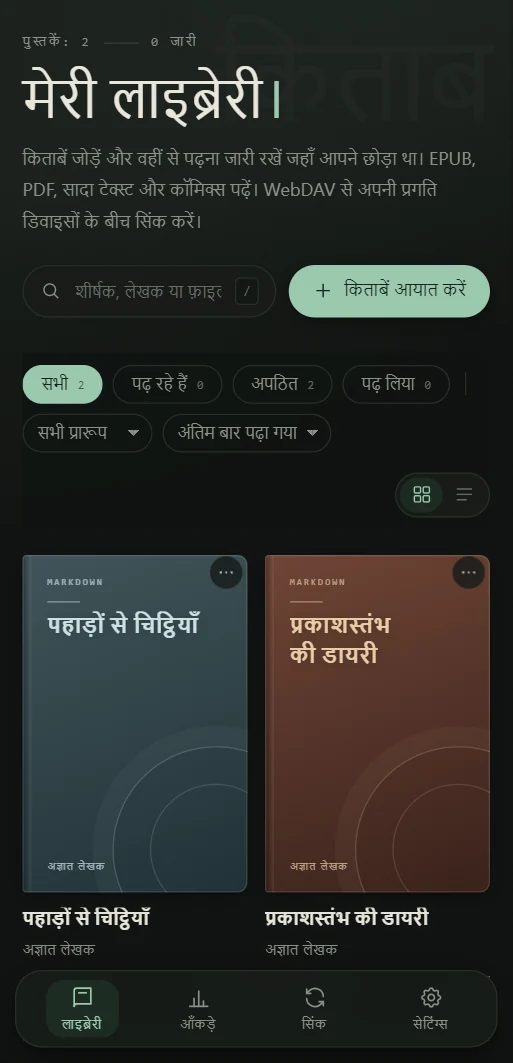 पुस्तकें: 2 —— 0 जारी
किताब
मेरी लाइब्रेरी
किताबें जोड़ें और वहीं से पढ़ना जारी रखें जहाँ आपने छोड़ा था। EPUB,
PDF, सादा टेक्स्ट और कॉमिक्स पढ़ें। WebDAV से अपनी प्रगति
डिवाइसों के बीच सिंक करें।
शीर्षक, लेखक या फ़ाइल /
+ किताबें आयात करें
सभी 2 पढ़ रहे हैं 0 अपठित 2 पढ़ लिया 0
सभी प्रारूप अंतिम बार पढ़ा गया
MARKDOWN
पहाड़ों से चिट्ठियाँ
अज्ञात लेखक
MARKDOWN
प्रकाशस्तंभ
की डायरी
अज्ञात लेखक
पहाड़ों से चिट्ठियाँ
अज्ञात लेखक
प्रकाशस्तंभ की डायरी
अज्ञात लेखक
लाइब्रेरी आँकड़े सिंक सेटिंग्स